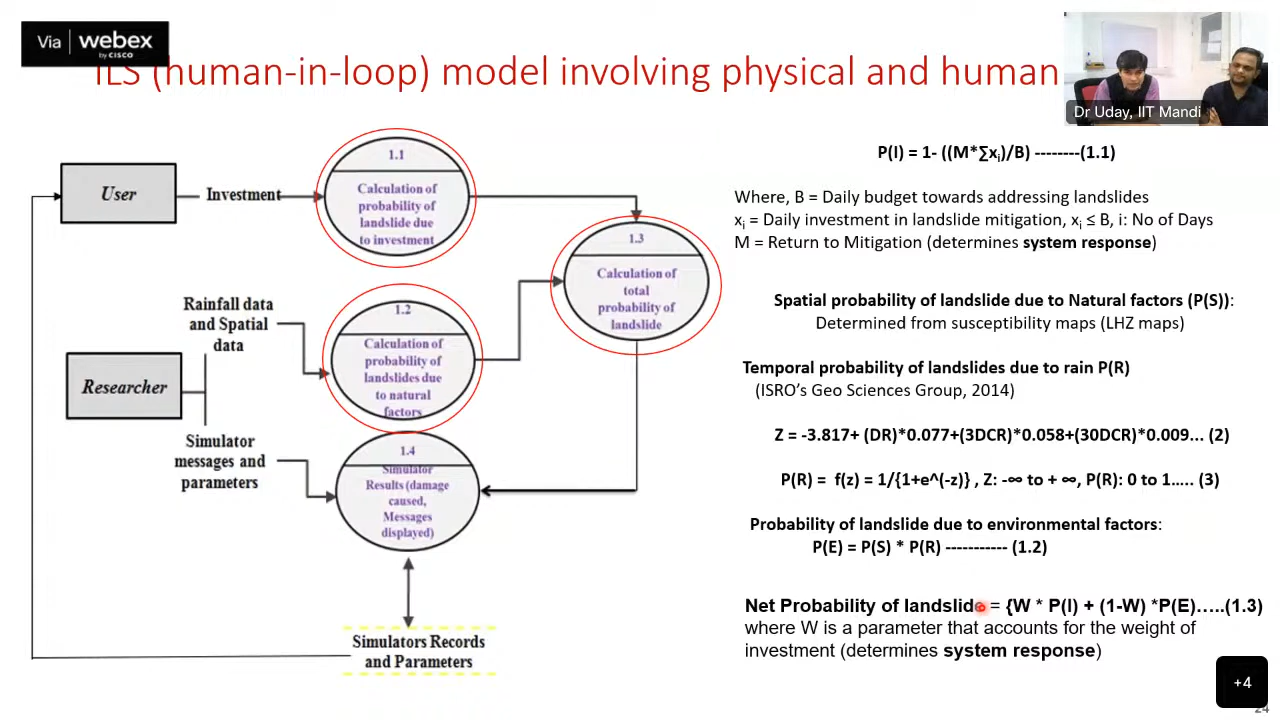 Via webex
by CISCO
ILS (human-in-loop) model involving physical and human
Dr Uday, IIT Mandi
User
Investment
1.1
Calculation of
probability of
landslide due
to investment
1.2
Calculation of
probability of
landslides due
to natural
factors
1.3
Calculation of
total
probability of
landslide
Rainfall data
and Spatial
data
Researcher
Simulator
messages and
parameters
1.4
Simulator
Results (damage
caused,
Messages
displayed)
Simulators Records
and Parameters
P(I) = 1- ((M*∑xi)/B) --------(1.1)
Where, B = Daily budget towards addressing landslides
xi = Daily investment in landslide mitigation, xi ≤ B, i: No of Days
M = Return to Mitigation (determines system response)
Spatial probability of landslide due to Natural factors (P(S)):
Determined from susceptibility maps (LHZ maps)
Temporal probability of landslides due to rain P(R)
(ISRO's Geo Sciences Group, 2014)
Z = -3.817+ (DR)*0.077+(3DCR)*0.058+(30DCR)*0.009... (2)
P(R) = f(z) = 1/{1+e^(-z)} , Z: -∞ to + ∞, P(R): 0 to 1..... (3)
Probability of landslide due to environmental factors:
P(E) = P(S) * P(R) ----------- (1.2)
Net Probability of landslide = {W * P(I) + (1-W) *P(E)…..(1.3)
where W is a parameter that accounts for the weight of
investment (determines system response)
+4
24